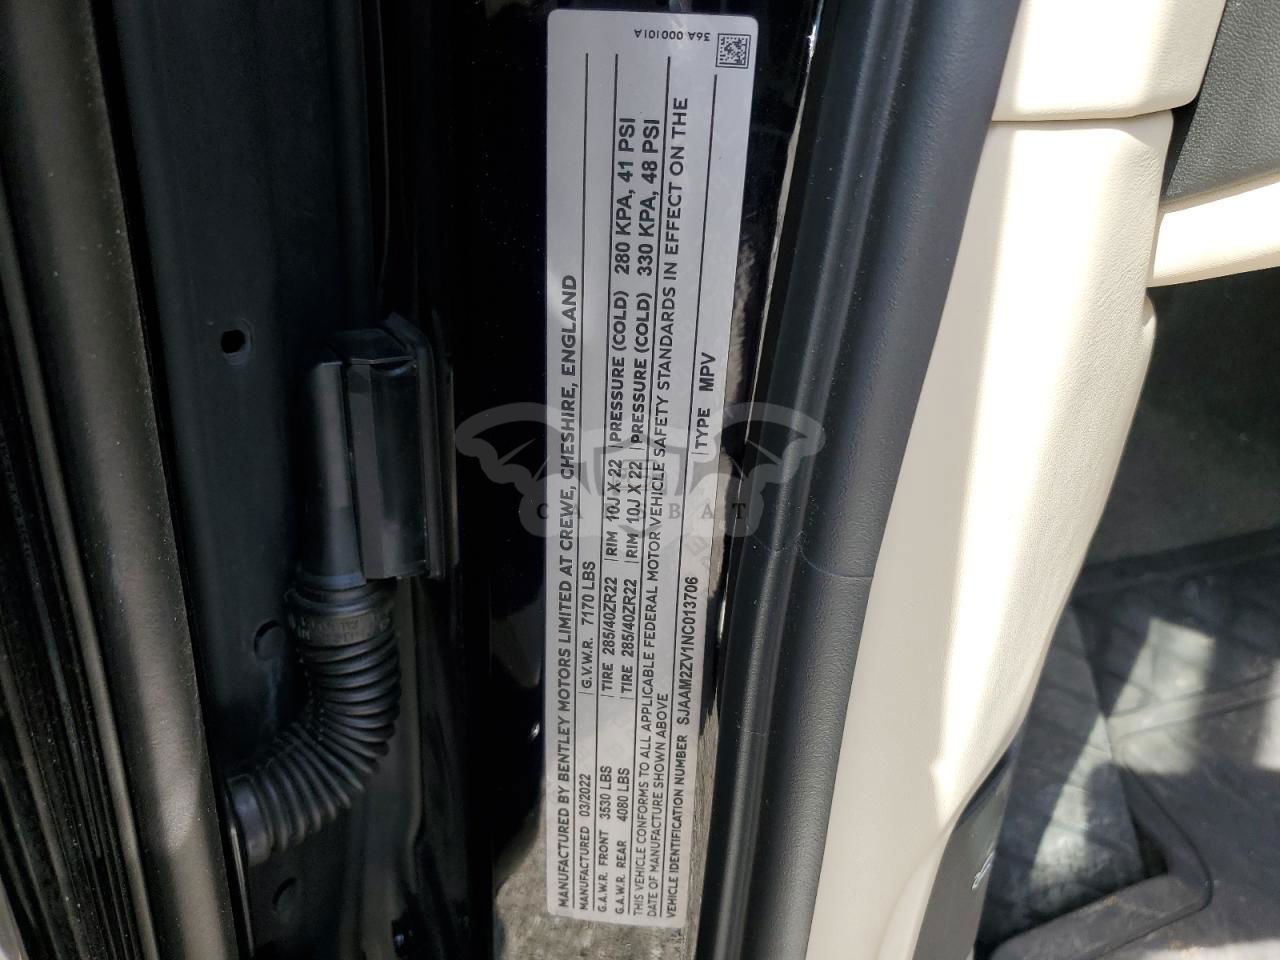 36A 000101A
MANUFACTURED BY BENTLEY MOTORS LIMITED AT CREWE, CHESHIRE, ENGLAND
MANUFACTURED 03/2022 G.V.W.R. 7170 LBS
G.A.W.R. FRONT 3530 LBS TIRE 285/40ZR22 RIM 10J X 22 PRESSURE (COLD) 280 KPA, 41 PSI
G.A.W.R. REAR 4080 LBS TIRE 285/40ZR22 RIM 10J X 22 PRESSURE (COLD) 330 KPA, 48 PSI
THIS VEHICLE CONFORMS TO ALL APPLICABLE FEDERAL MOTOR VEHICLE SAFETY STANDARDS IN EFFECT ON THE
DATE OF MANUFACTURE SHOWN ABOVE
VEHICLE IDENTIFICATION NUMBER SJAAM2ZV1NC013706 TYPE MPV
CARBAT